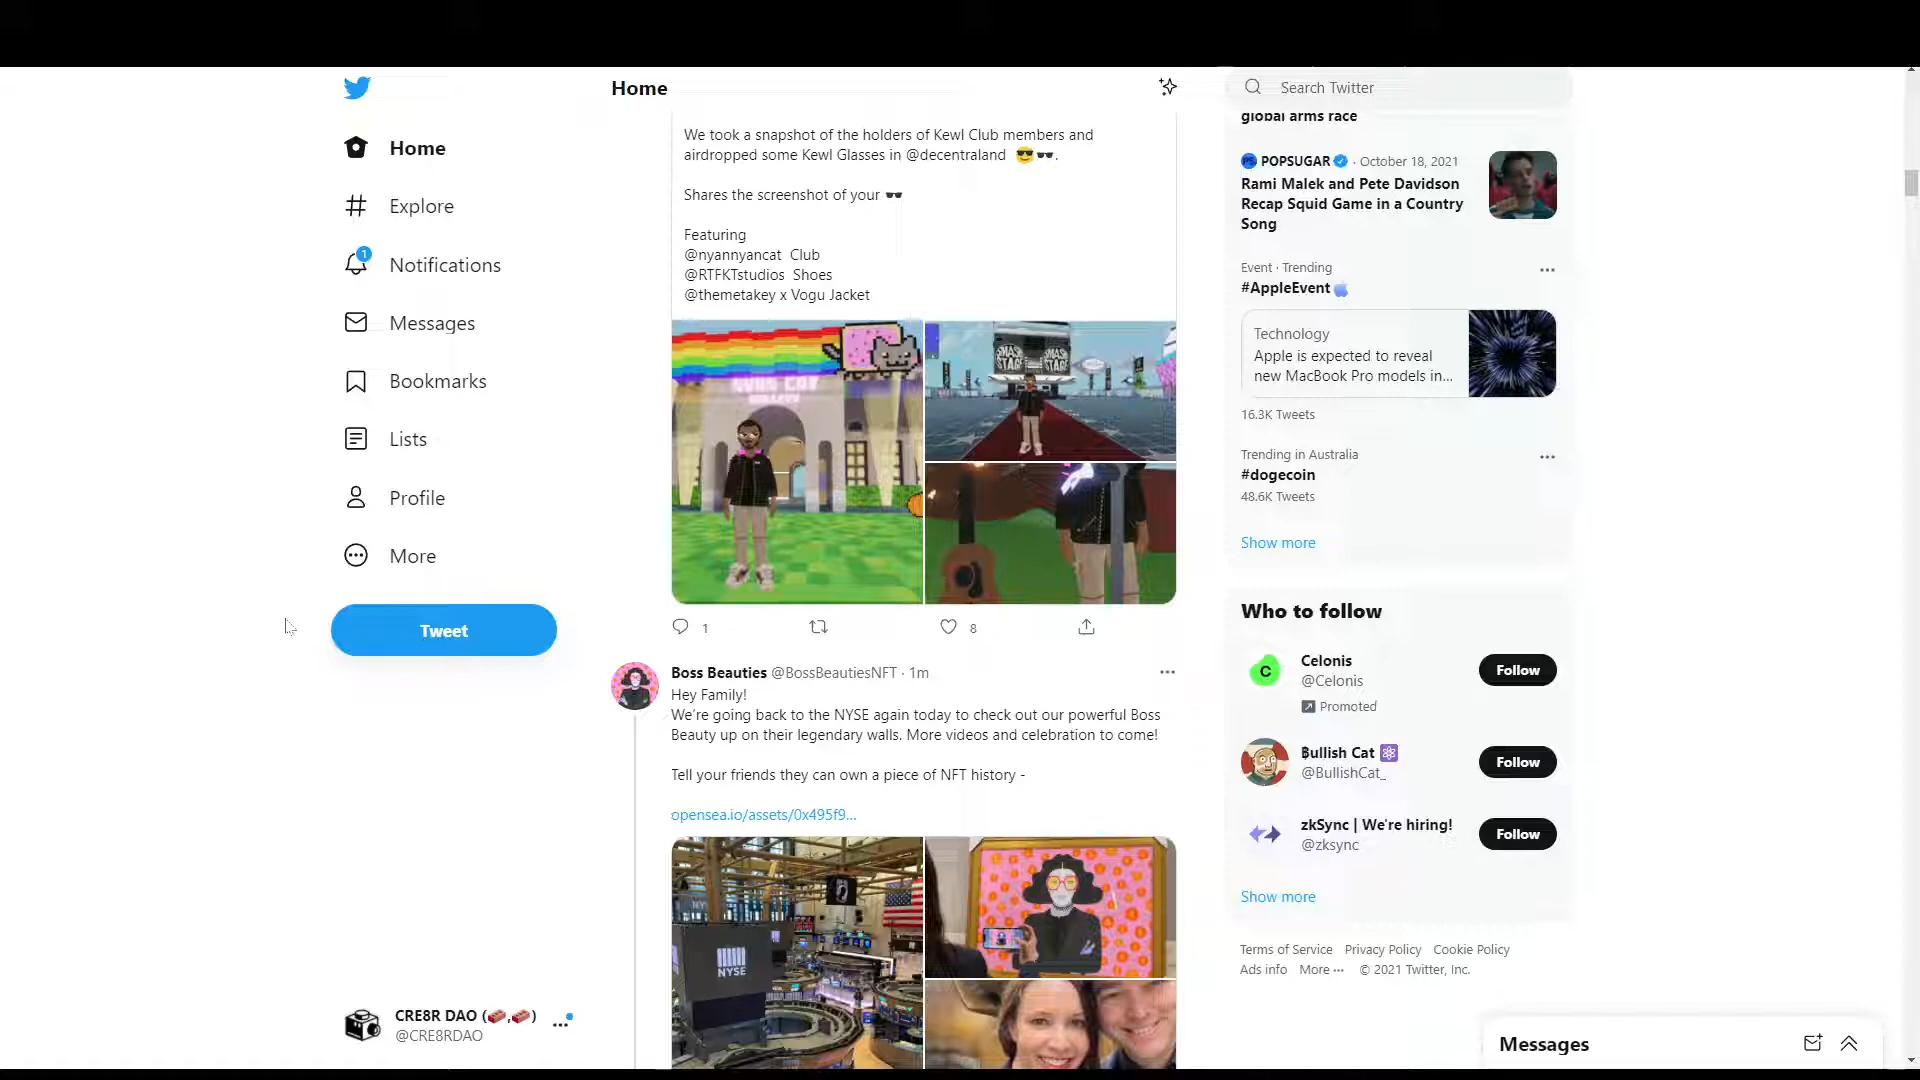 Home
Explore
Notifications
1
Messages
Bookmarks
Lists
Profile
More
Tweet
CRE8R DAO (🧱,🧱)
@CRE8RDAO
Home
We took a snapshot of the holders of Kewl Club members and
airdropped some Kewl Glasses in @decentraland 😎🕶️.
Shares the screenshot of your 🕶️
Featuring
@nyannyancat Club
@RTFKTstudios Shoes
@themetakey x Vogu Jacket
SMASH
STAGE
SMASH
STAGE
1
8
Boss Beauties @BossBeautiesNFT · 1m
Hey Family!
We're going back to the NYSE again today to check out our powerful Boss
Beauty up on their legendary walls. More videos and celebration to come!
Tell your friends they can own a piece of NFT history -
opensea.io/assets/0x495f9...
NYSE
Search Twitter
global arms race
POPSUGAR · October 18, 2021
Rami Malek and Pete Davidson
Recap Squid Game in a Country
Song
Event · Trending
#AppleEvent
Technology
Apple is expected to reveal
new MacBook Pro models in...
16.3K Tweets
Trending in Australia
#dogecoin
48.6K Tweets
Show more
Who to follow
Celonis
@Celonis
Promoted
Follow
₿ullish Cat ⚛️
@BullishCat_
Follow
zkSync | We're hiring!
@zksync
Follow
Show more
Terms of Service Privacy Policy Cookie Policy
Ads info More ··· © 2021 Twitter, Inc.
Messages